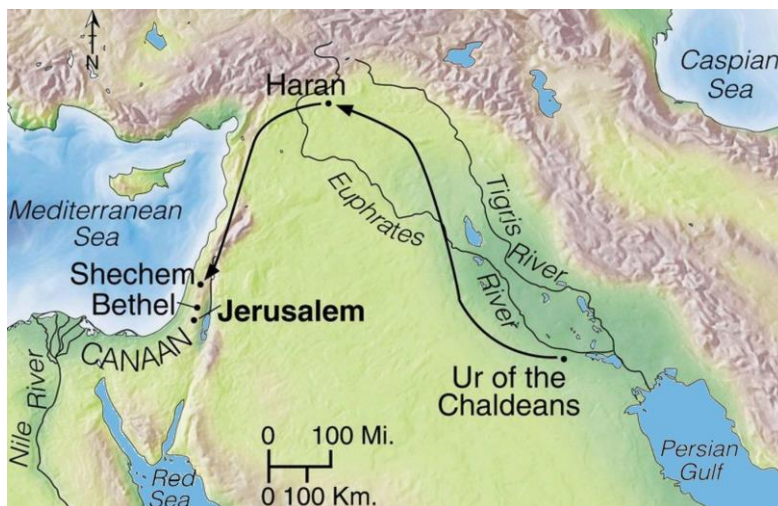 N
Caspian
Sea
Haran
Mediterranean
Sea
Euphrates
River
Tigris
River
Shechem
Bethel
Jerusalem
CANAAN
Nile River
Ur of the
Chaldeans
Persian
Gulf
Red
Sea
0 100 Mi.
0 100 Km.